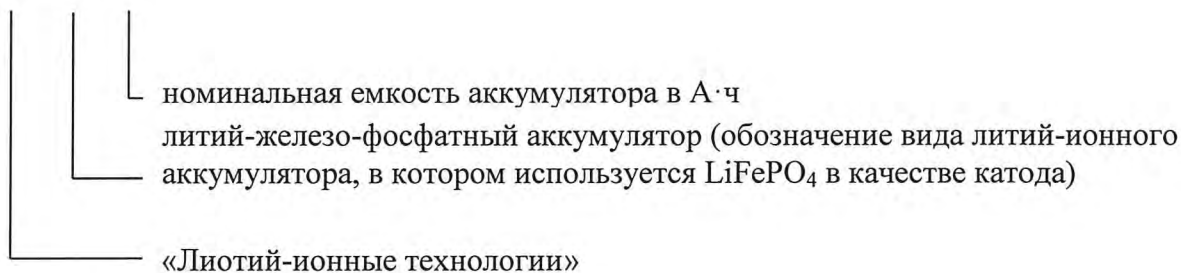 номинальная емкость аккумулятора в А·ч
литий-железо-фосфатный аккумулятор (обозначение вида литий-ионного
аккумулятора, в котором используется LiFePO4 в качестве катода)
«Лиотий-ионные технологии»